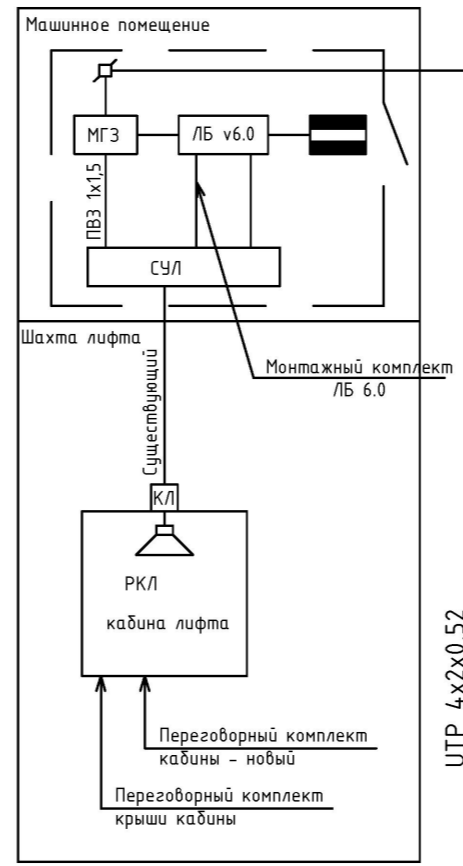 Машинное помещение
МГЗ
ЛБ v6.0
ПВЗ 1х1,5
СУЛ
Шахта лифта
Монтажный комплект
ЛБ 6.0
Существующий
КЛ
РКЛ
кабина лифта
UTP 4x2x0.52
Переговорный комплект
кабины - новый
Переговорный комплект
крыши кабины